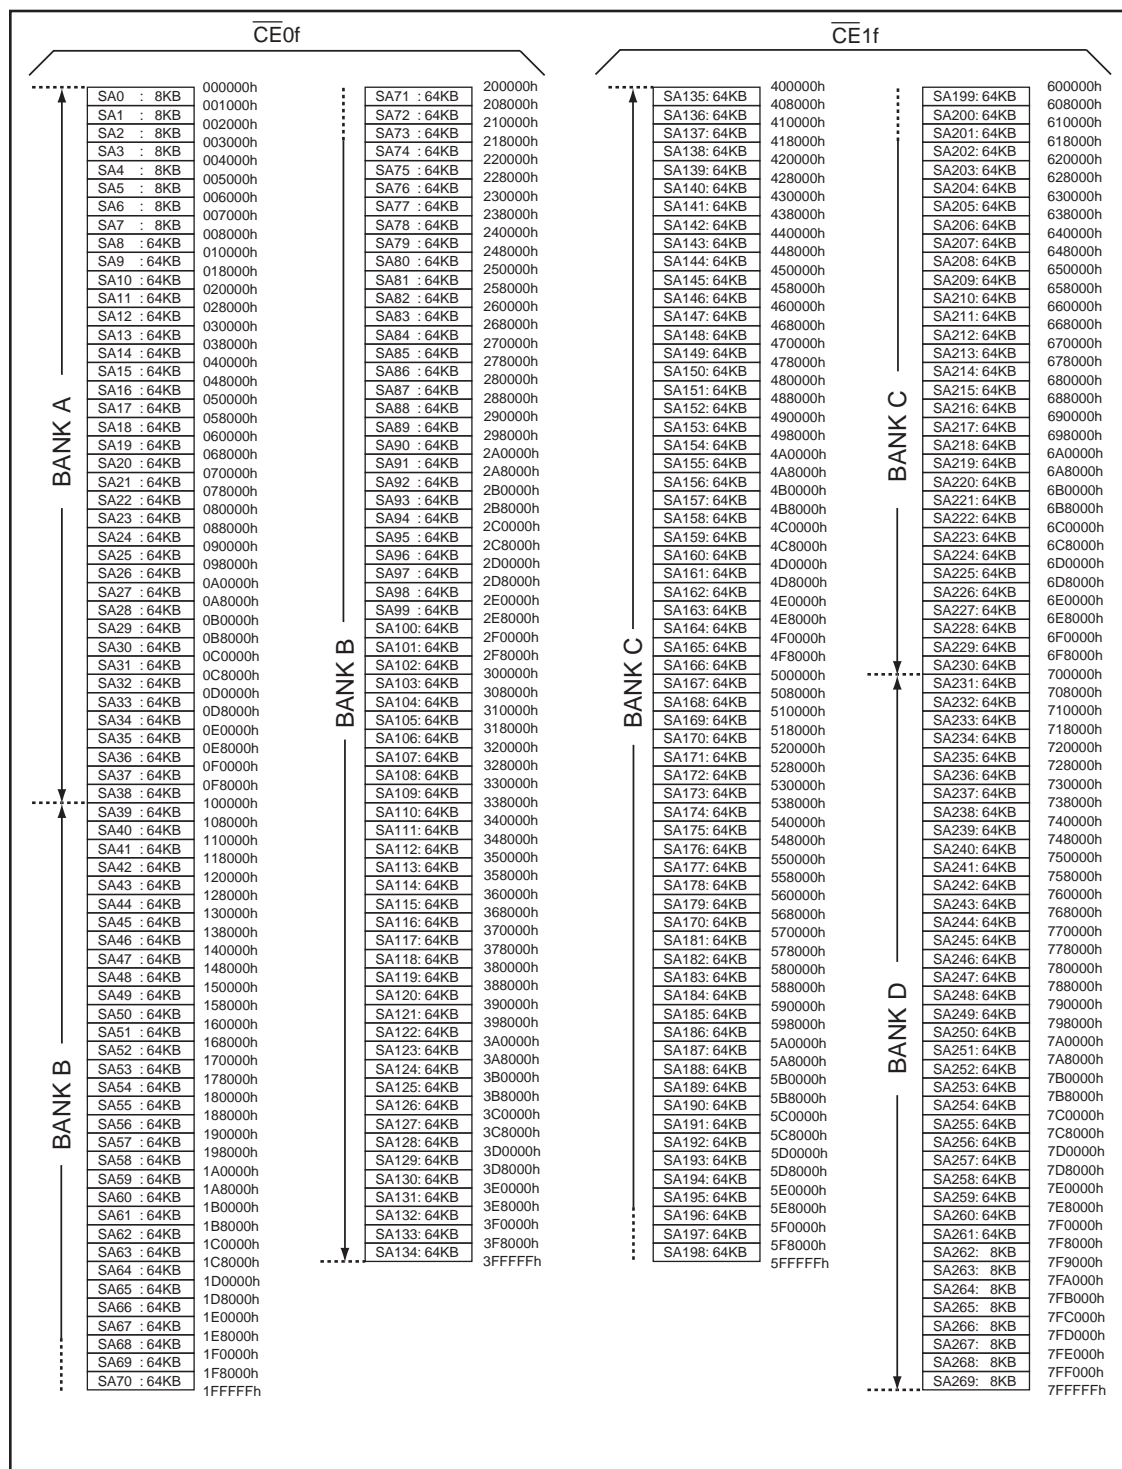 CE0f
CE1f
BANK A
BANK B
000000h
SA0 : 8KB 001000h
SA1 : 8KB 002000h
SA2 : 8KB 003000h
SA3 : 8KB 004000h
SA4 : 8KB 005000h
SA5 : 8KB 006000h
SA6 : 8KB 007000h
SA7 : 8KB 008000h
SA8 : 64KB 010000h
SA9 : 64KB 018000h
SA10 : 64KB 020000h
SA11 : 64KB 028000h
SA12 : 64KB 030000h
SA13 : 64KB 038000h
SA14 : 64KB 040000h
SA15 : 64KB 048000h
SA16 : 64KB 050000h
SA17 : 64KB 058000h
SA18 : 64KB 060000h
SA19 : 64KB 068000h
SA20 : 64KB 070000h
SA21 : 64KB 078000h
SA22 : 64KB 080000h
SA23 : 64KB 088000h
SA24 : 64KB 090000h
SA25 : 64KB 098000h
SA26 : 64KB 0A0000h
SA27 : 64KB 0A8000h
SA28 : 64KB 0B0000h
SA29 : 64KB 0B8000h
SA30 : 64KB 0C0000h
SA31 : 64KB 0C8000h
SA32 : 64KB 0D0000h
SA33 : 64KB 0D8000h
SA34 : 64KB 0E0000h
SA35 : 64KB 0E8000h
SA36 : 64KB 0F0000h
SA37 : 64KB 0F8000h
SA38 : 64KB 100000h
SA39 : 64KB 108000h
SA40 : 64KB 110000h
SA41 : 64KB 118000h
SA42 : 64KB 120000h
SA43 : 64KB 128000h
SA44 : 64KB 130000h
SA45 : 64KB 138000h
SA46 : 64KB 140000h
SA47 : 64KB 148000h
SA48 : 64KB 150000h
SA49 : 64KB 158000h
SA50 : 64KB 160000h
SA51 : 64KB 168000h
SA52 : 64KB 170000h
SA53 : 64KB 178000h
SA54 : 64KB 180000h
SA55 : 64KB 188000h
SA56 : 64KB 190000h
SA57 : 64KB 198000h
SA58 : 64KB 1A0000h
SA59 : 64KB 1A8000h
SA60 : 64KB 1B0000h
SA61 : 64KB 1B8000h
SA62 : 64KB 1C0000h
SA63 : 64KB 1C8000h
SA64 : 64KB 1D0000h
SA65 : 64KB 1D8000h
SA66 : 64KB 1E0000h
SA67 : 64KB 1E8000h
SA68 : 64KB 1F0000h
SA69 : 64KB 1F8000h
SA70 : 64KB 1FFFFFh
BANK B
200000h
SA71 : 64KB 208000h
SA72 : 64KB 210000h
SA73 : 64KB 218000h
SA74 : 64KB 220000h
SA75 : 64KB 228000h
SA76 : 64KB 230000h
SA77 : 64KB 238000h
SA78 : 64KB 240000h
SA79 : 64KB 248000h
SA80 : 64KB 250000h
SA81 : 64KB 258000h
SA82 : 64KB 260000h
SA83 : 64KB 268000h
SA84 : 64KB 270000h
SA85 : 64KB 278000h
SA86 : 64KB 280000h
SA87 : 64KB 288000h
SA88 : 64KB 290000h
SA89 : 64KB 298000h
SA90 : 64KB 2A0000h
SA91 : 64KB 2A8000h
SA92 : 64KB 2B0000h
SA93 : 64KB 2B8000h
SA94 : 64KB 2C0000h
SA95 : 64KB 2C8000h
SA96 : 64KB 2D0000h
SA97 : 64KB 2D8000h
SA98 : 64KB 2E0000h
SA99 : 64KB 2E8000h
SA100: 64KB 2F0000h
SA101: 64KB 2F8000h
SA102: 64KB 300000h
SA103: 64KB 308000h
SA104: 64KB 310000h
SA105: 64KB 318000h
SA106: 64KB 320000h
SA107: 64KB 328000h
SA108: 64KB 330000h
SA109: 64KB 338000h
SA110: 64KB 340000h
SA111: 64KB 348000h
SA112: 64KB 350000h
SA113: 64KB 358000h
SA114: 64KB 360000h
SA115: 64KB 368000h
SA116: 64KB 370000h
SA117: 64KB 378000h
SA118: 64KB 380000h
SA119: 64KB 388000h
SA120: 64KB 390000h
SA121: 64KB 398000h
SA122: 64KB 3A0000h
SA123: 64KB 3A8000h
SA124: 64KB 3B0000h
SA125: 64KB 3B8000h
SA126: 64KB 3C0000h
SA127: 64KB 3C8000h
SA128: 64KB 3D0000h
SA129: 64KB 3D8000h
SA130: 64KB 3E0000h
SA131: 64KB 3E8000h
SA132: 64KB 3F0000h
SA133: 64KB 3F8000h
SA134: 64KB 3FFFFFh
BANK C
400000h
SA135: 64KB 408000h
SA136: 64KB 410000h
SA137: 64KB 418000h
SA138: 64KB 420000h
SA139: 64KB 428000h
SA140: 64KB 430000h
SA141: 64KB 438000h
SA142: 64KB 440000h
SA143: 64KB 448000h
SA144: 64KB 450000h
SA145: 64KB 458000h
SA146: 64KB 460000h
SA147: 64KB 468000h
SA148: 64KB 470000h
SA149: 64KB 478000h
SA150: 64KB 480000h
SA151: 64KB 488000h
SA152: 64KB 490000h
SA153: 64KB 498000h
SA154: 64KB 4A0000h
SA155: 64KB 4A8000h
SA156: 64KB 4B0000h
SA157: 64KB 4B8000h
SA158: 64KB 4C0000h
SA159: 64KB 4C8000h
SA160: 64KB 4D0000h
SA161: 64KB 4D8000h
SA162: 64KB 4E0000h
SA163: 64KB 4E8000h
SA164: 64KB 4F0000h
SA165: 64KB 4F8000h
SA166: 64KB 500000h
SA167: 64KB 508000h
SA168: 64KB 510000h
SA169: 64KB 518000h
SA170: 64KB 520000h
SA171: 64KB 528000h
SA172: 64KB 530000h
SA173: 64KB 538000h
SA174: 64KB 540000h
SA175: 64KB 548000h
SA176: 64KB 550000h
SA177: 64KB 558000h
SA178: 64KB 560000h
SA179: 64KB 568000h
SA170: 64KB 570000h
SA181: 64KB 578000h
SA182: 64KB 580000h
SA183: 64KB 588000h
SA184: 64KB 590000h
SA185: 64KB 598000h
SA186: 64KB 5A0000h
SA187: 64KB 5A8000h
SA188: 64KB 5B0000h
SA189: 64KB 5B8000h
SA190: 64KB 5C0000h
SA191: 64KB 5C8000h
SA192: 64KB 5D0000h
SA193: 64KB 5D8000h
SA194: 64KB 5E0000h
SA195: 64KB 5E8000h
SA196: 64KB 5F0000h
SA197: 64KB 5F8000h
SA198: 64KB 5FFFFFh
BANK C
BANK D
600000h
SA199: 64KB 608000h
SA200: 64KB 610000h
SA201: 64KB 618000h
SA202: 64KB 620000h
SA203: 64KB 628000h
SA204: 64KB 630000h
SA205: 64KB 638000h
SA206: 64KB 640000h
SA207: 64KB 648000h
SA208: 64KB 650000h
SA209: 64KB 658000h
SA210: 64KB 660000h
SA211: 64KB 668000h
SA212: 64KB 670000h
SA213: 64KB 678000h
SA214: 64KB 680000h
SA215: 64KB 688000h
SA216: 64KB 690000h
SA217: 64KB 698000h
SA218: 64KB 6A0000h
SA219: 64KB 6A8000h
SA220: 64KB 6B0000h
SA221: 64KB 6B8000h
SA222: 64KB 6C0000h
SA223: 64KB 6C8000h
SA224: 64KB 6D0000h
SA225: 64KB 6D8000h
SA226: 64KB 6E0000h
SA227: 64KB 6E8000h
SA228: 64KB 6F0000h
SA229: 64KB 6F8000h
SA230: 64KB 700000h
SA231: 64KB 708000h
SA232: 64KB 710000h
SA233: 64KB 718000h
SA234: 64KB 720000h
SA235: 64KB 728000h
SA236: 64KB 730000h
SA237: 64KB 738000h
SA238: 64KB 740000h
SA239: 64KB 748000h
SA240: 64KB 750000h
SA241: 64KB 758000h
SA242: 64KB 760000h
SA243: 64KB 768000h
SA244: 64KB 770000h
SA245: 64KB 778000h
SA246: 64KB 780000h
SA247: 64KB 788000h
SA248: 64KB 790000h
SA249: 64KB 798000h
SA250: 64KB 7A0000h
SA251: 64KB 7A8000h
SA252: 64KB 7B0000h
SA253: 64KB 7B8000h
SA254: 64KB 7C0000h
SA255: 64KB 7C8000h
SA256: 64KB 7D0000h
SA257: 64KB 7D8000h
SA258: 64KB 7E0000h
SA259: 64KB 7E8000h
SA260: 64KB 7F0000h
SA261: 64KB 7F8000h
SA262: 8KB 7F9000h
SA263: 8KB 7FA000h
SA264: 8KB 7FB000h
SA265: 8KB 7FC000h
SA266: 8KB 7FD000h
SA267: 8KB 7FE000h
SA268: 8KB 7FF000h
SA269: 8KB 7FFFFFh